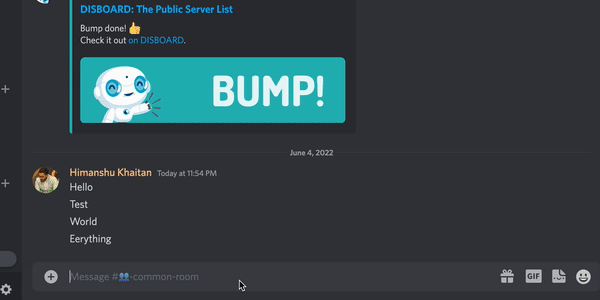 DISBOARD: The Public Server List
Bump done! 👍
Check it out on DISBOARD.
BUMP!
June 4, 2022
Himanshu Khaitan Today at 11:54 PM
Hello
Test
World
Eerything
Message #👥-common-room
GIF